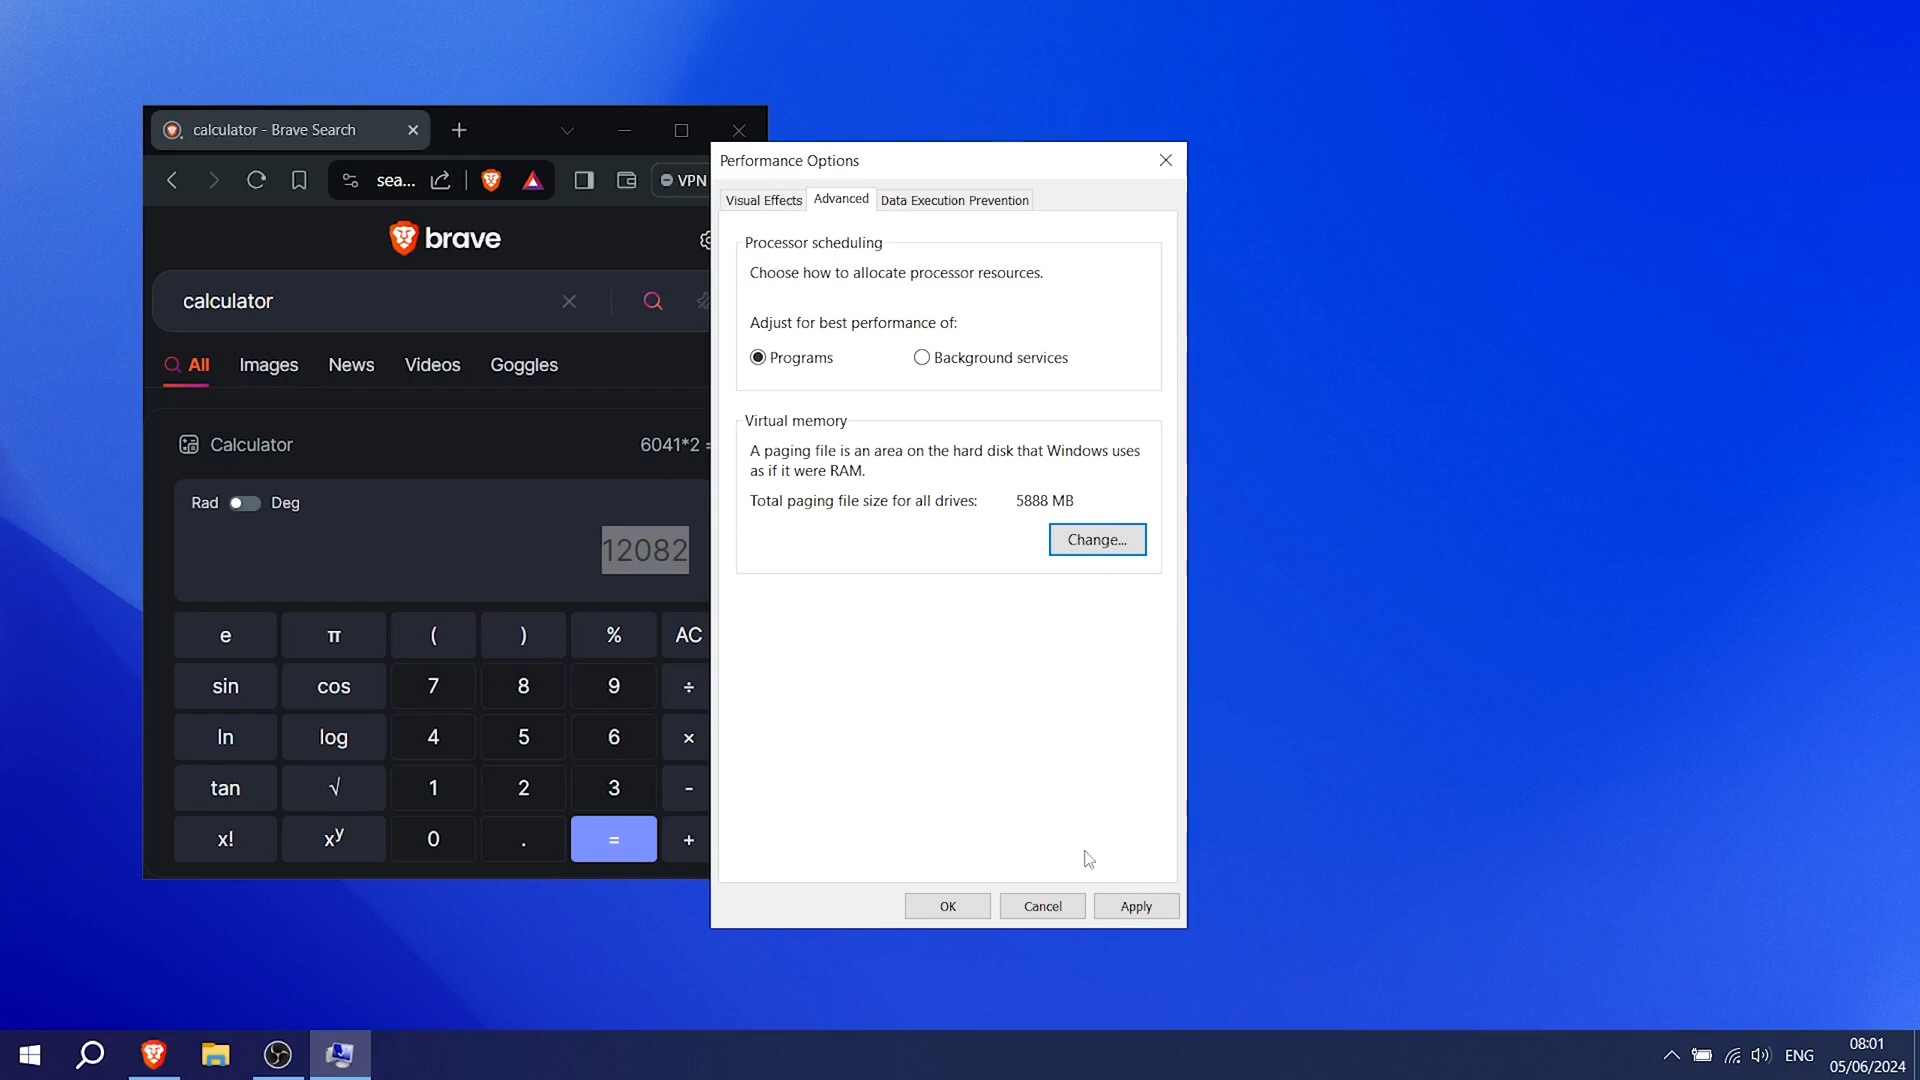 calculator - Brave Search
sea...
VPN
brave
calculator
All Images News Videos Goggles
Calculator 6041*2 =
Rad Deg
12082
e π ( ) % AC
sin cos 7 8 9 ÷
ln log 4 5 6 ×
tan √ 1 2 3 -
x! xʸ 0 . = +
Performance Options
Visual Effects Advanced Data Execution Prevention
Processor scheduling
Choose how to allocate processor resources.
Adjust for best performance of:
Programs Background services
Virtual memory
A paging file is an area on the hard disk that Windows uses
as if it were RAM.
Total paging file size for all drives: 5888 MB
Change...
OK Cancel Apply
ENG
08:01
05/06/2024